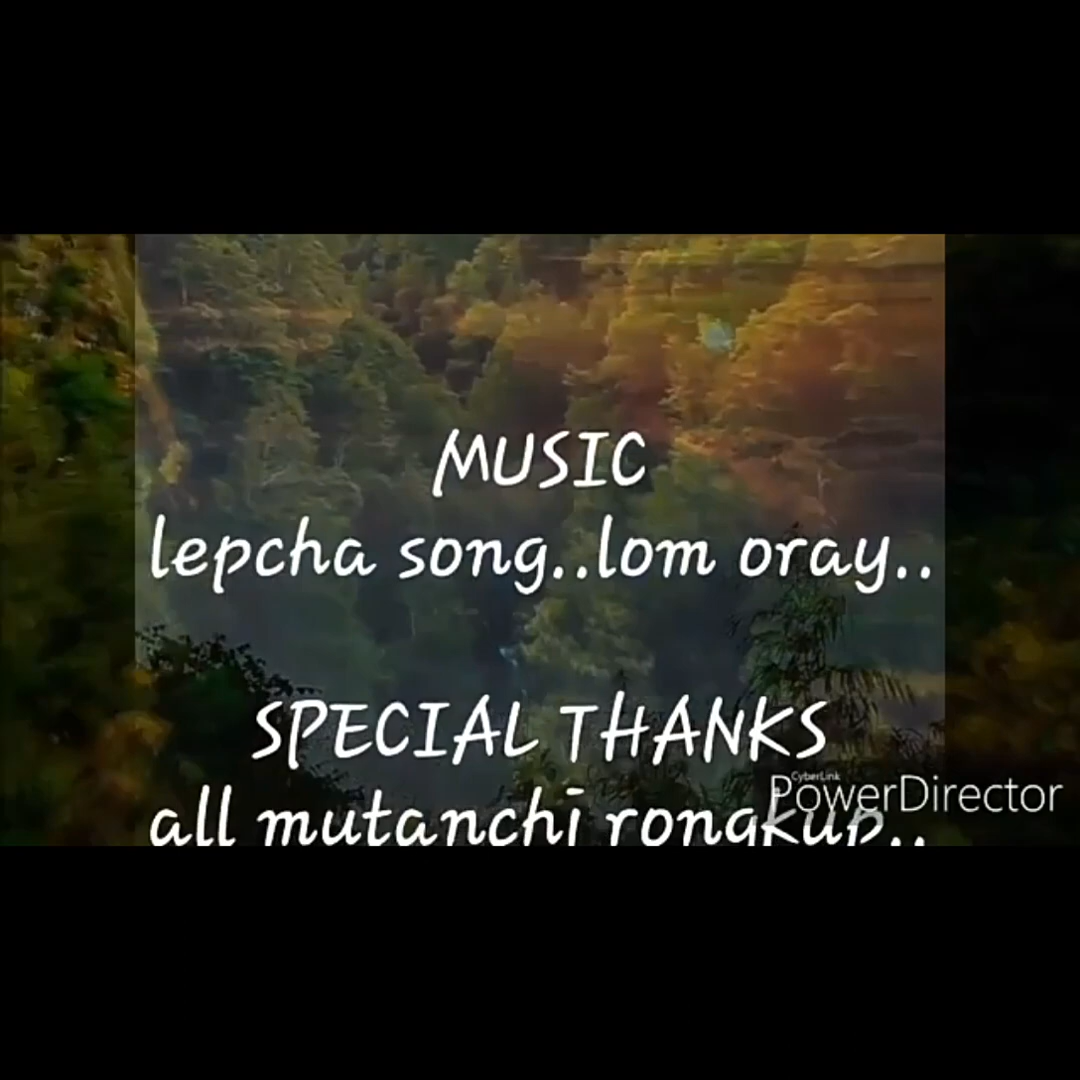 MUSIC
lepcha song..lom oray..
SPECIAL THANKS
CyberLink
PowerDirector
all mutanchi rongkup..